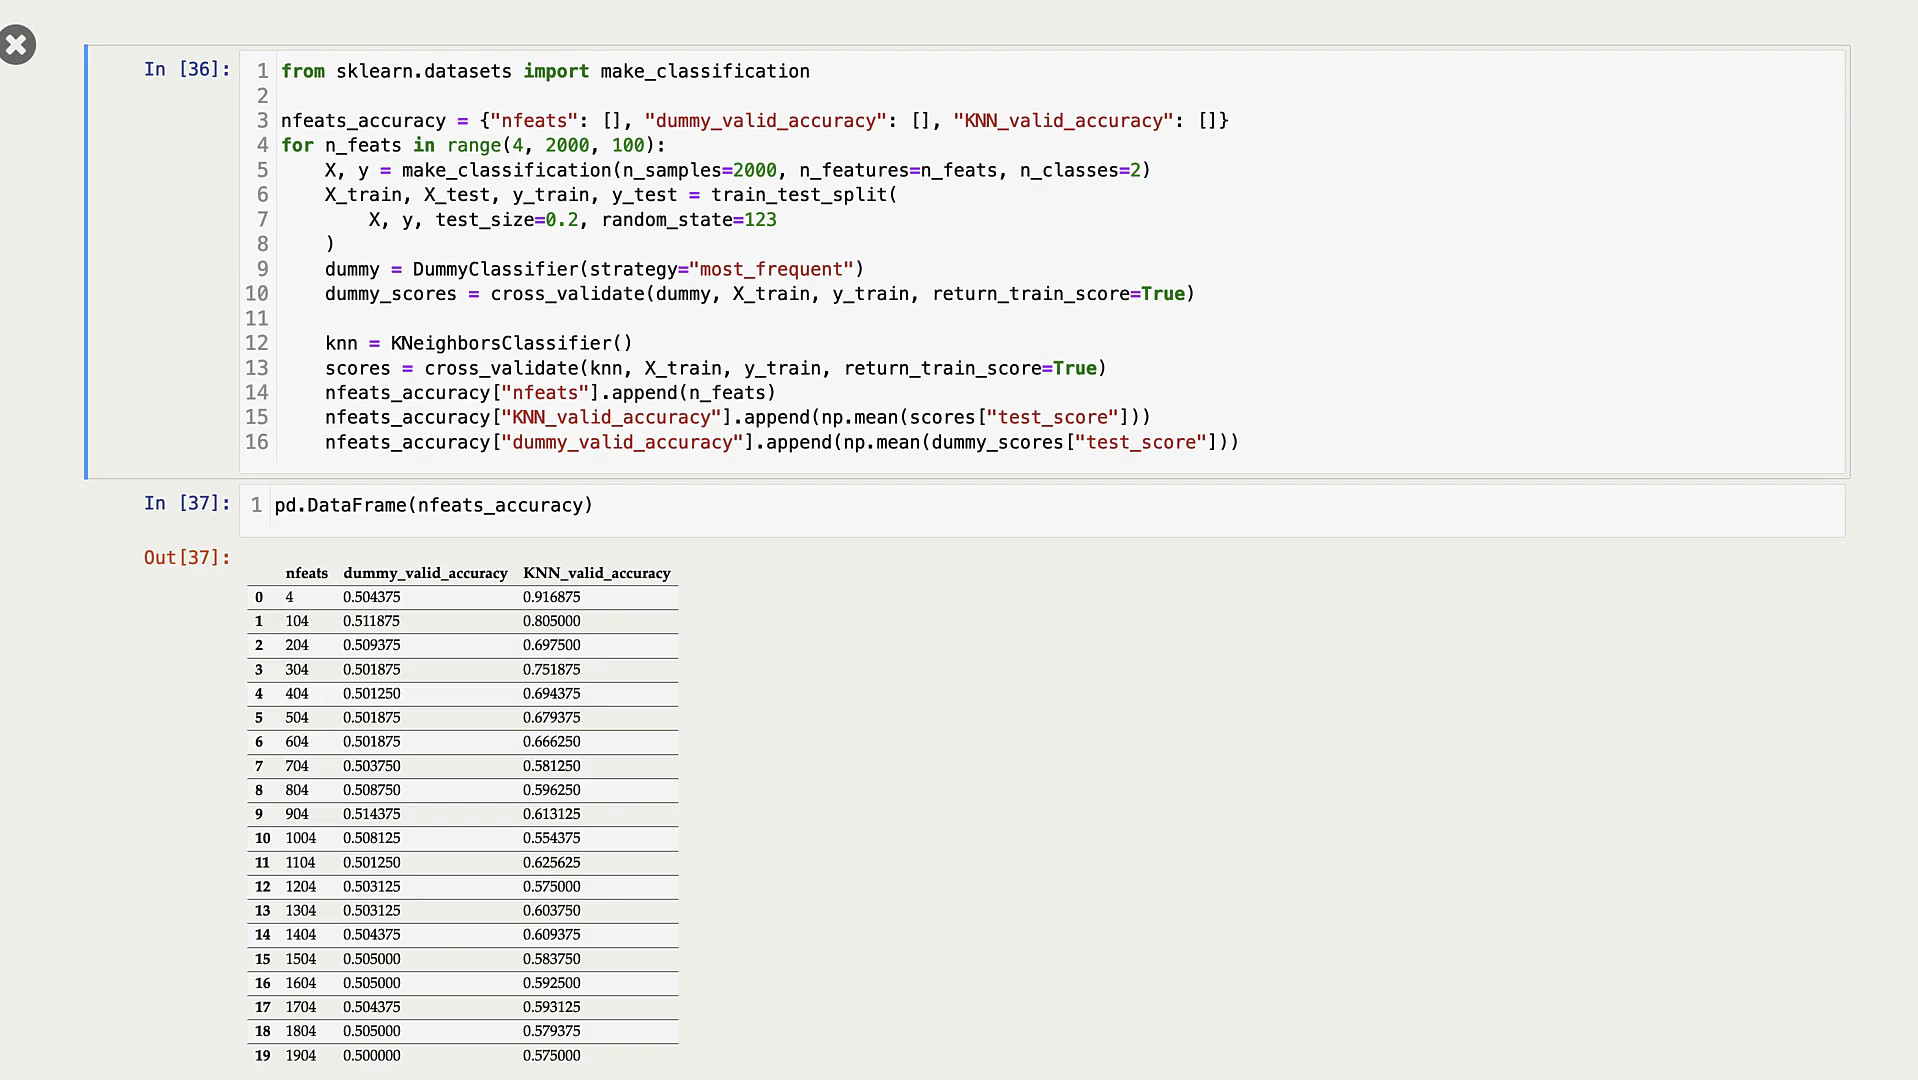 In [36]:
1 from sklearn.datasets import make_classification
2
3 nfeats_accuracy = {"nfeats": [], "dummy_valid_accuracy": [], "KNN_valid_accuracy": []}
4 for n_feats in range(4, 2000, 100):
5     X, y = make_classification(n_samples=2000, n_features=n_feats, n_classes=2)
6     X_train, X_test, y_train, y_test = train_test_split(
7         X, y, test_size=0.2, random_state=123
8     )
9     dummy = DummyClassifier(strategy="most_frequent")
10     dummy_scores = cross_validate(dummy, X_train, y_train, return_train_score=True)
11
12     knn = KNeighborsClassifier()
13     scores = cross_validate(knn, X_train, y_train, return_train_score=True)
14     nfeats_accuracy["nfeats"].append(n_feats)
15     nfeats_accuracy["KNN_valid_accuracy"].append(np.mean(scores["test_score"]))
16     nfeats_accuracy["dummy_valid_accuracy"].append(np.mean(dummy_scores["test_score"]))
In [37]:
1 pd.DataFrame(nfeats_accuracy)
Out[37]:
nfeats dummy_valid_accuracy KNN_valid_accuracy
0 4 0.504375 0.916875
1 104 0.511875 0.805000
2 204 0.509375 0.697500
3 304 0.501875 0.751875
4 404 0.501250 0.694375
5 504 0.501875 0.679375
6 604 0.501875 0.666250
7 704 0.503750 0.581250
8 804 0.508750 0.596250
9 904 0.514375 0.613125
10 1004 0.508125 0.554375
11 1104 0.501250 0.625625
12 1204 0.503125 0.575000
13 1304 0.503125 0.603750
14 1404 0.504375 0.609375
15 1504 0.505000 0.583750
16 1604 0.505000 0.592500
17 1704 0.504375 0.593125
18 1804 0.505000 0.579375
19 1904 0.500000 0.575000